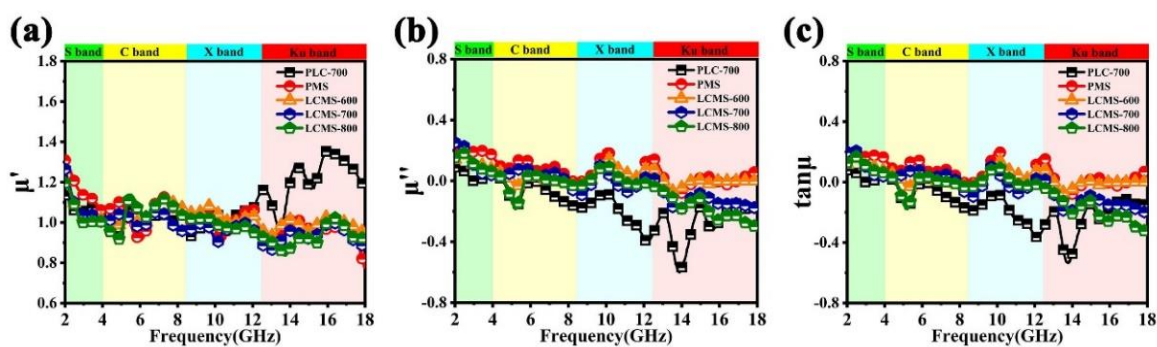 (a)
S band C band X band Ku band
1.8
1.6
1.4
1.2
1.0
0.8
0.6
μ'
PLC-700
PMS
LCMS-600
LCMS-700
LCMS-800
2 4 6 8 10 12 14 16 18
Frequency(GHz)
(b)
S band C band X band Ku band
0.8
0.4
0.0
-0.4
-0.8
μ''
PLC-700
PMS
LCMS-600
LCMS-700
LCMS-800
2 4 6 8 10 12 14 16 18
Frequency(GHz)
(c)
S band C band X band Ku band
0.8
0.4
0.0
-0.4
-0.8
tanμ
PLC-700
PMS
LCMS-600
LCMS-700
LCMS-800
2 4 6 8 10 12 14 16 18
Frequency(GHz)